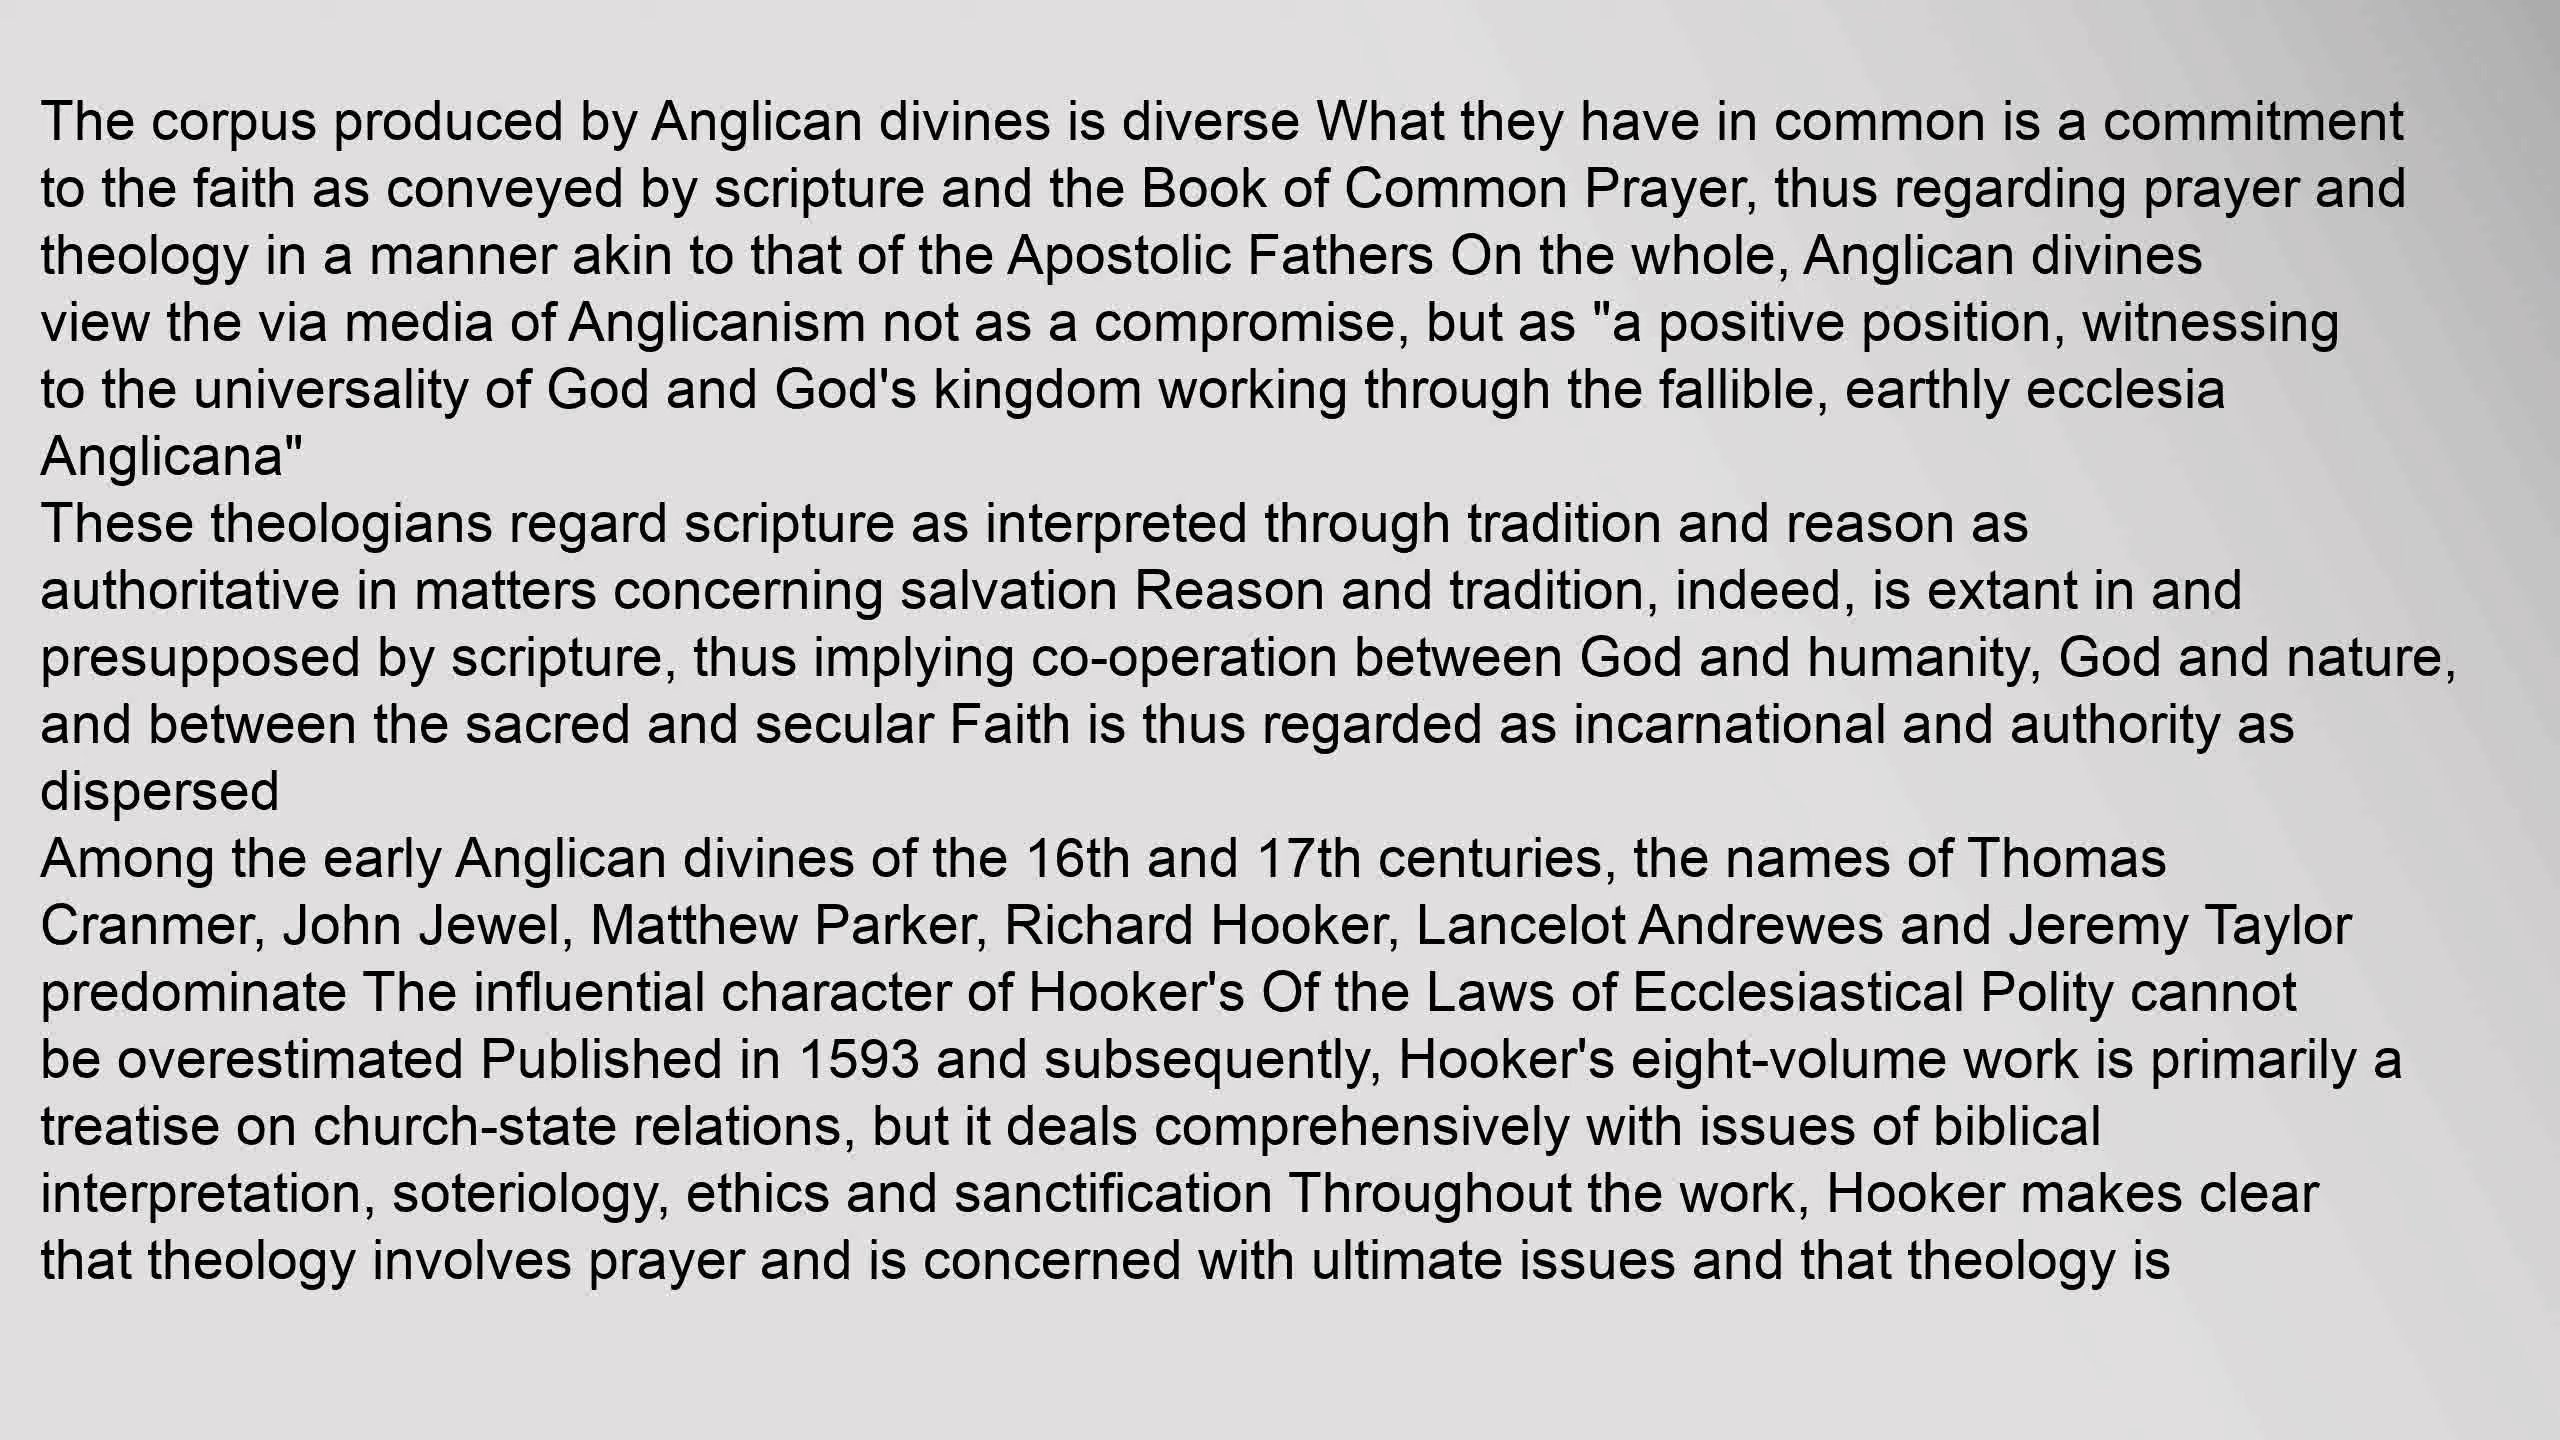 The corpus produced by Anglican divines is diverse What they have in common is a commitment
to the faith as conveyed by scripture and the Book of Common Prayer, thus regarding prayer and
theology in a manner akin to that of the Apostolic Fathers On the whole, Anglican divines
view the via media of Anglicanism not as a compromise, but as "a positive position, witnessing
to the universality of God and God's kingdom working through the fallible, earthly ecclesia
Anglicana"
These theologians regard scripture as interpreted through tradition and reason as
authoritative in matters concerning salvation Reason and tradition, indeed, is extant in and
presupposed by scripture, thus implying co-operation between God and humanity, God and nature,
and between the sacred and secular Faith is thus regarded as incarnational and authority as
dispersed
Among the early Anglican divines of the 16th and 17th centuries, the names of Thomas
Cranmer, John Jewel, Matthew Parker, Richard Hooker, Lancelot Andrewes and Jeremy Taylor
predominate The influential character of Hooker's Of the Laws of Ecclesiastical Polity cannot
be overestimated Published in 1593 and subsequently, Hooker's eight-volume work is primarily a
treatise on church-state relations, but it deals comprehensively with issues of biblical
interpretation, soteriology, ethics and sanctification Throughout the work, Hooker makes clear
that theology involves prayer and is concerned with ultimate issues and that theology is